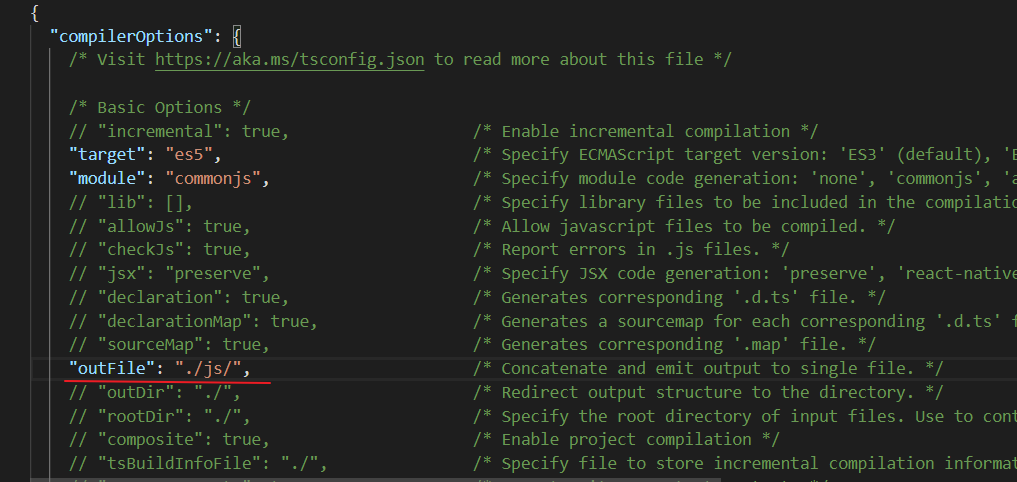 {
"compilerOptions": {
/* Visit https://aka.ms/tsconfig.json to read more about this file */
/* Basic Options */
// "incremental": true, /* Enable incremental compilation */
"target": "es5", /* Specify ECMAScript target version: 'ES3' (default), '
"module": "commonjs", /* Specify module code generation: 'none', 'commonjs', '
// "lib": [], /* Specify library files to be included in the
// "allowJs": true, /* Allow javascript files to be compiled. */
// "checkJs": true, /* Report errors in .js files. */
// "jsx": "preserve", /* Specify JSX code generation: 'preserve', 'react-native
// "declaration": true, /* Generates corresponding '.d.ts' file. */
// "declarationMap": true, /* Generates a sourcemap for each corresponding '.d.ts'
// "sourceMap": true, /* Generates corresponding '.map' file. */
"outFile": "./js/", /* Concatenate and emit output to single file. */
// "outDir": "./", /* Redirect output structure to the directory. */
// "rootDir": "./", /* Specify the root directory of input files. Use to
// "composite": true, /* Enable project compilation */
// "tsBuildInfoFile": "./", /* Specify file to store incremental compilation